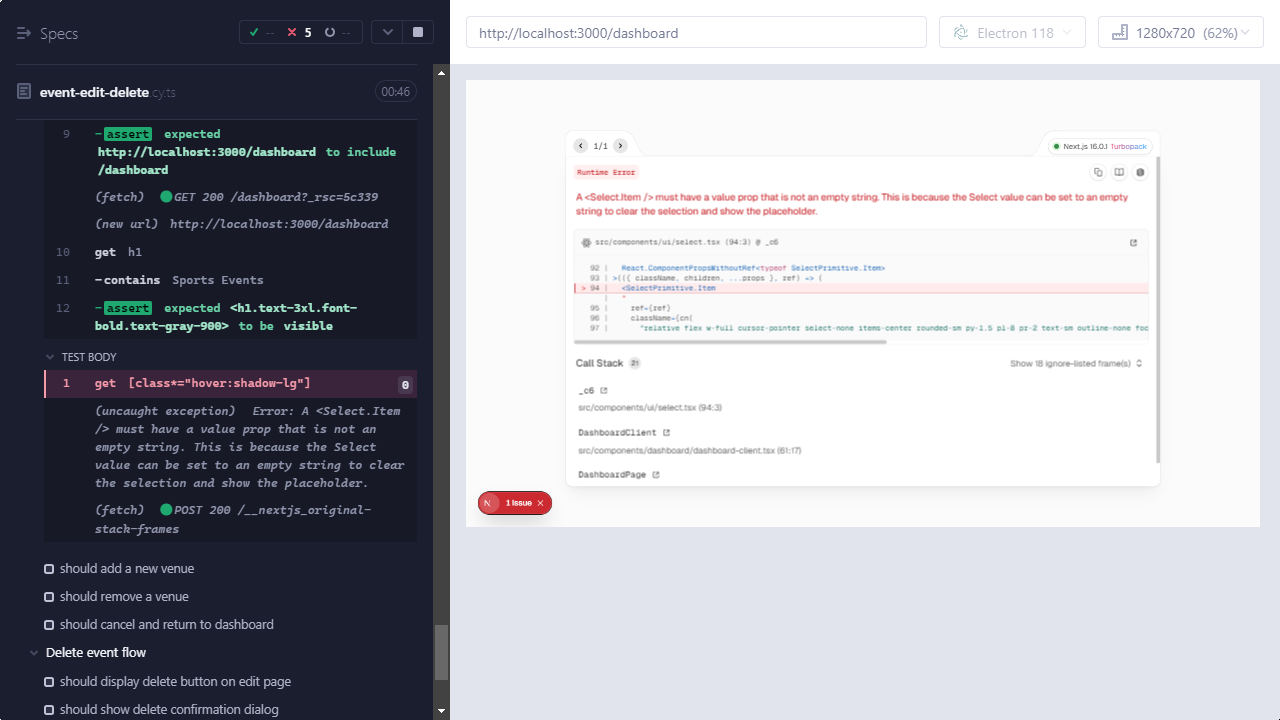 Specs
-- 5 --
event-edit-delete.cy.ts
00:46
9 -assert expected
http://localhost:3000/dashboard to include
/dashboard
(fetch) GET 200 /dashboard?_rsc=5c339
(new url) http://localhost:3000/dashboard
10 get h1
11 contains Sports Events
12 -assert expected <h1.text-3xl.font-
bold.text-gray-900> to be visible
TEST BODY
1 get [class*="hover:shadow-lg"] 0
(uncaught exception) Error: A <Select.Item
/> must have a value prop that is not an
empty string. This is because the Select
value can be set to an empty string to clear
the selection and show the placeholder.
(fetch) POST 200 /__nextjs_original-
stack-frames
should add a new venue
should remove a venue
should cancel and return to dashboard
Delete event flow
should display delete button on edit page
should show delete confirmation dialog
http://localhost:3000/dashboard
Electron 118
1280x720 (62%)
1/1
Next.js 16.0.1 Turbopack
Runtime Error
A <Select.Item /> must have a value prop that is not an empty string. This is because the Select value can be set to an empty
string to clear the selection and show the placeholder.
src/components/ui/select.tsx (94:3) @ _c6
92 | React.ComponentPropsWithoutRef<typeof SelectPrimitive.Item>
93 | >(({ className, children, ...props }, ref) => (
> 94 | <SelectPrimitive.Item
| ^
95 | ref={ref}
96 | className={cn(
97 | "relative flex w-full cursor-pointer select-none items-center rounded-sm py-1.5 pl-8 pr-2 text-sm outline-none foc
Call Stack 21
Show 18 ignore-listed frame(s)
_c6
src/components/ui/select.tsx (94:3)
DashboardClient
src/components/dashboard/dashboard-client.tsx (61:17)
DashboardPage
N 1 Issue